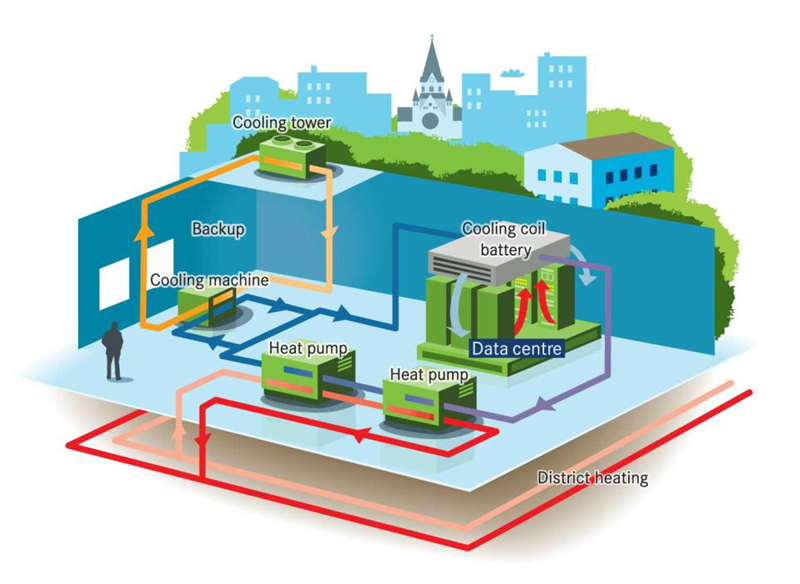 Cooling tower
Backup
Cooling coil
battery
Cooling machine
Heat pump
Data centre
Heat pump
District heating